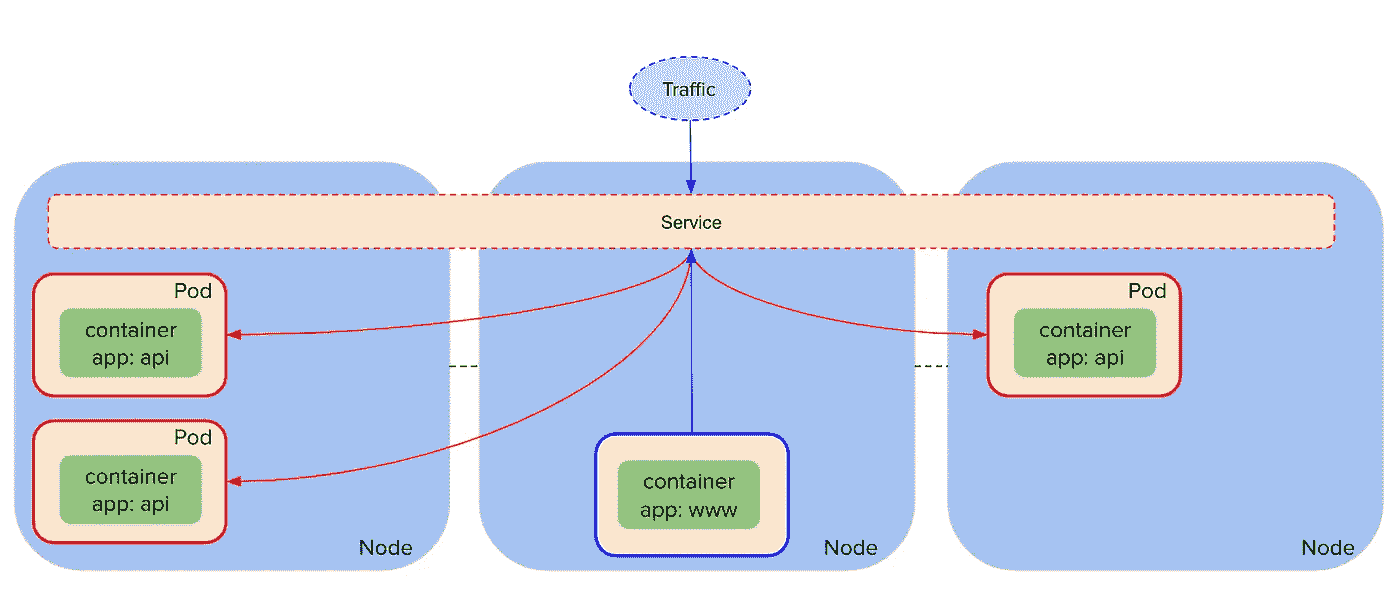 Traffic
Service
Pod
container
app: api
Pod
container
app: api
Node
container
app: www
Node
Pod
container
app: api
Node